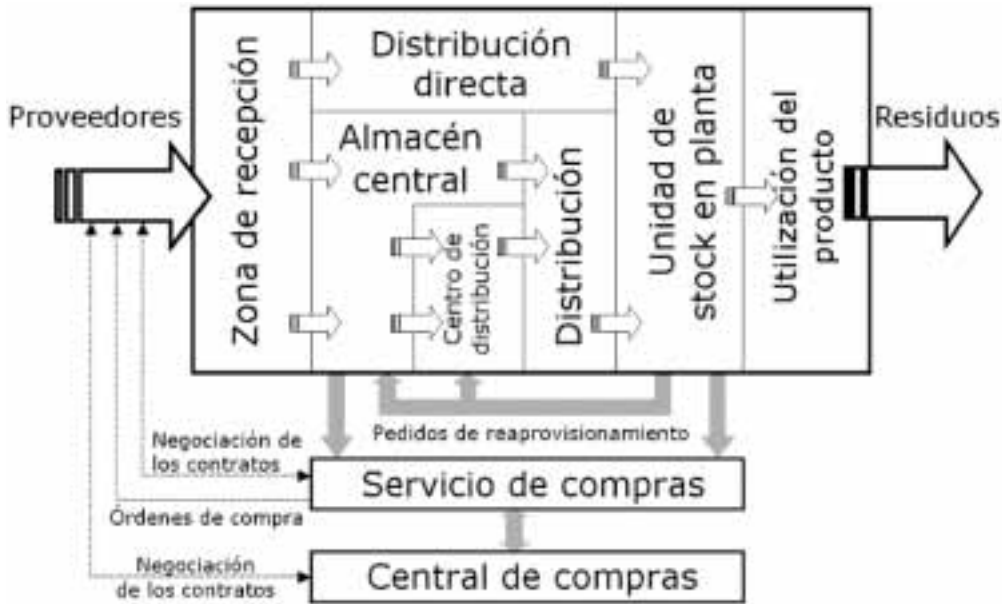 Proveedores
Zona de recepción
Distribución
directa
Almacén
central
Centro de
distribución
Distribución
Unidad de
stock en planta
Utilización del
producto
Residuos
Pedidos de reaprovisionamiento
Negociación de
los contratos
Servicio de compras
Órdenes de compra
Negociación
de los contratos
Central de compras